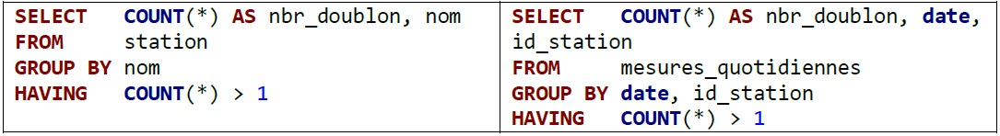 SELECT   COUNT(*) AS nbr_doublon, nom
FROM     station
GROUP BY nom
HAVING   COUNT(*) > 1
SELECT   COUNT(*) AS nbr_doublon, date,
id_station
FROM     mesures_quotidiennes
GROUP BY date, id_station
HAVING   COUNT(*) > 1